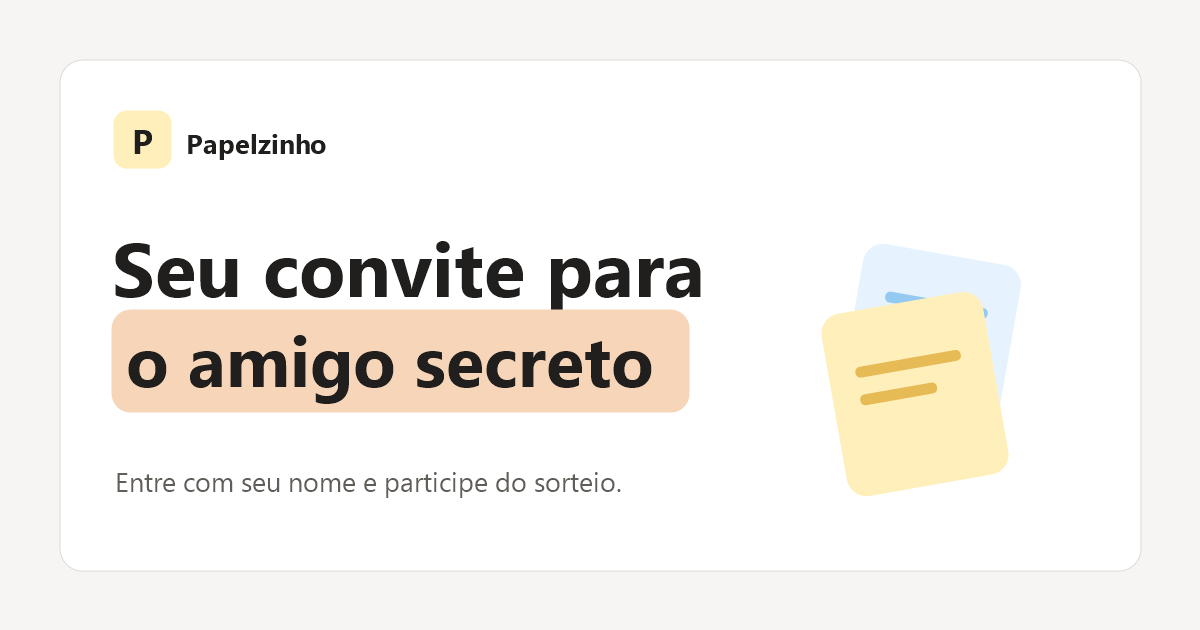 P
Papelzinho
Seu convite para
o amigo secreto
Entre com seu nome e participe do sorteio.